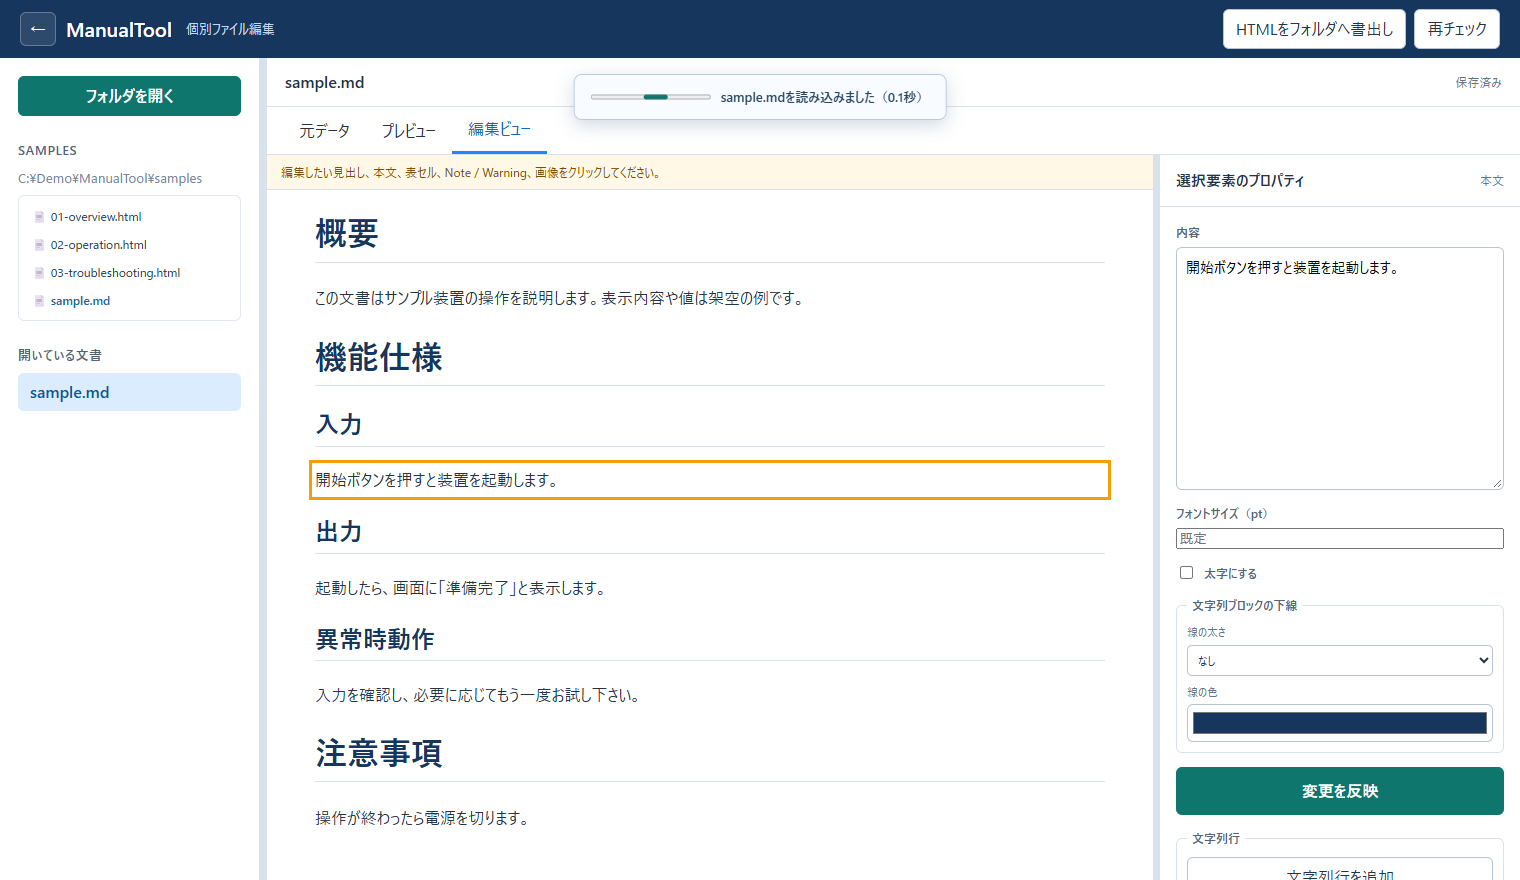 ← ManualTool 個別ファイル編集
HTMLをフォルダへ書出し 再チェック
フォルダを開く
SAMPLES
C:¥Demo¥ManualTool¥samples
01-overview.html
02-operation.html
03-troubleshooting.html
sample.md
開いている文書
sample.md
sample.md
sample.mdを読み込みました（0.1秒）
保存済み
元データ プレビュー 編集ビュー
編集したい見出し、本文、表セル、Note / Warning、画像をクリックしてください。
概要
この文書はサンプル装置の操作を説明します。表示内容や値は架空の例です。
機能仕様
入力
開始ボタンを押すと装置を起動します。
出力
起動したら、画面に「準備完了」と表示します。
異常時動作
入力を確認し、必要に応じてもう一度お試し下さい。
注意事項
操作が終わったら電源を切ります。
選択要素のプロパティ 本文
内容
開始ボタンを押すと装置を起動します。
フォントサイズ（pt）
既定
太字にする
文字列ブロックの下線
線の太さ
なし
線の色
変更を反映
文字列行
文字列行を追加